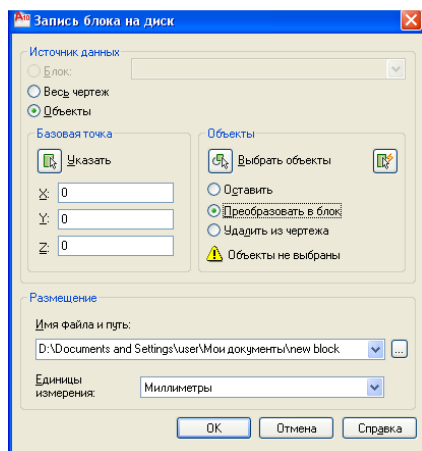 Запись блока на диск
Источник данных
Блок:
Весь чертеж
Объекты
Базовая точка
Указать
X: 0
Y: 0
Z: 0
Объекты
Выбрать объекты
Оставить
Преобразовать в блок
Удалить из чертежа
Объекты не выбраны
Размещение
Имя файла и путь:
D:\Documents and Settings\user\Мои документы\new block
...
Единицы
измерения:
Миллиметры
OK Отмена Справка